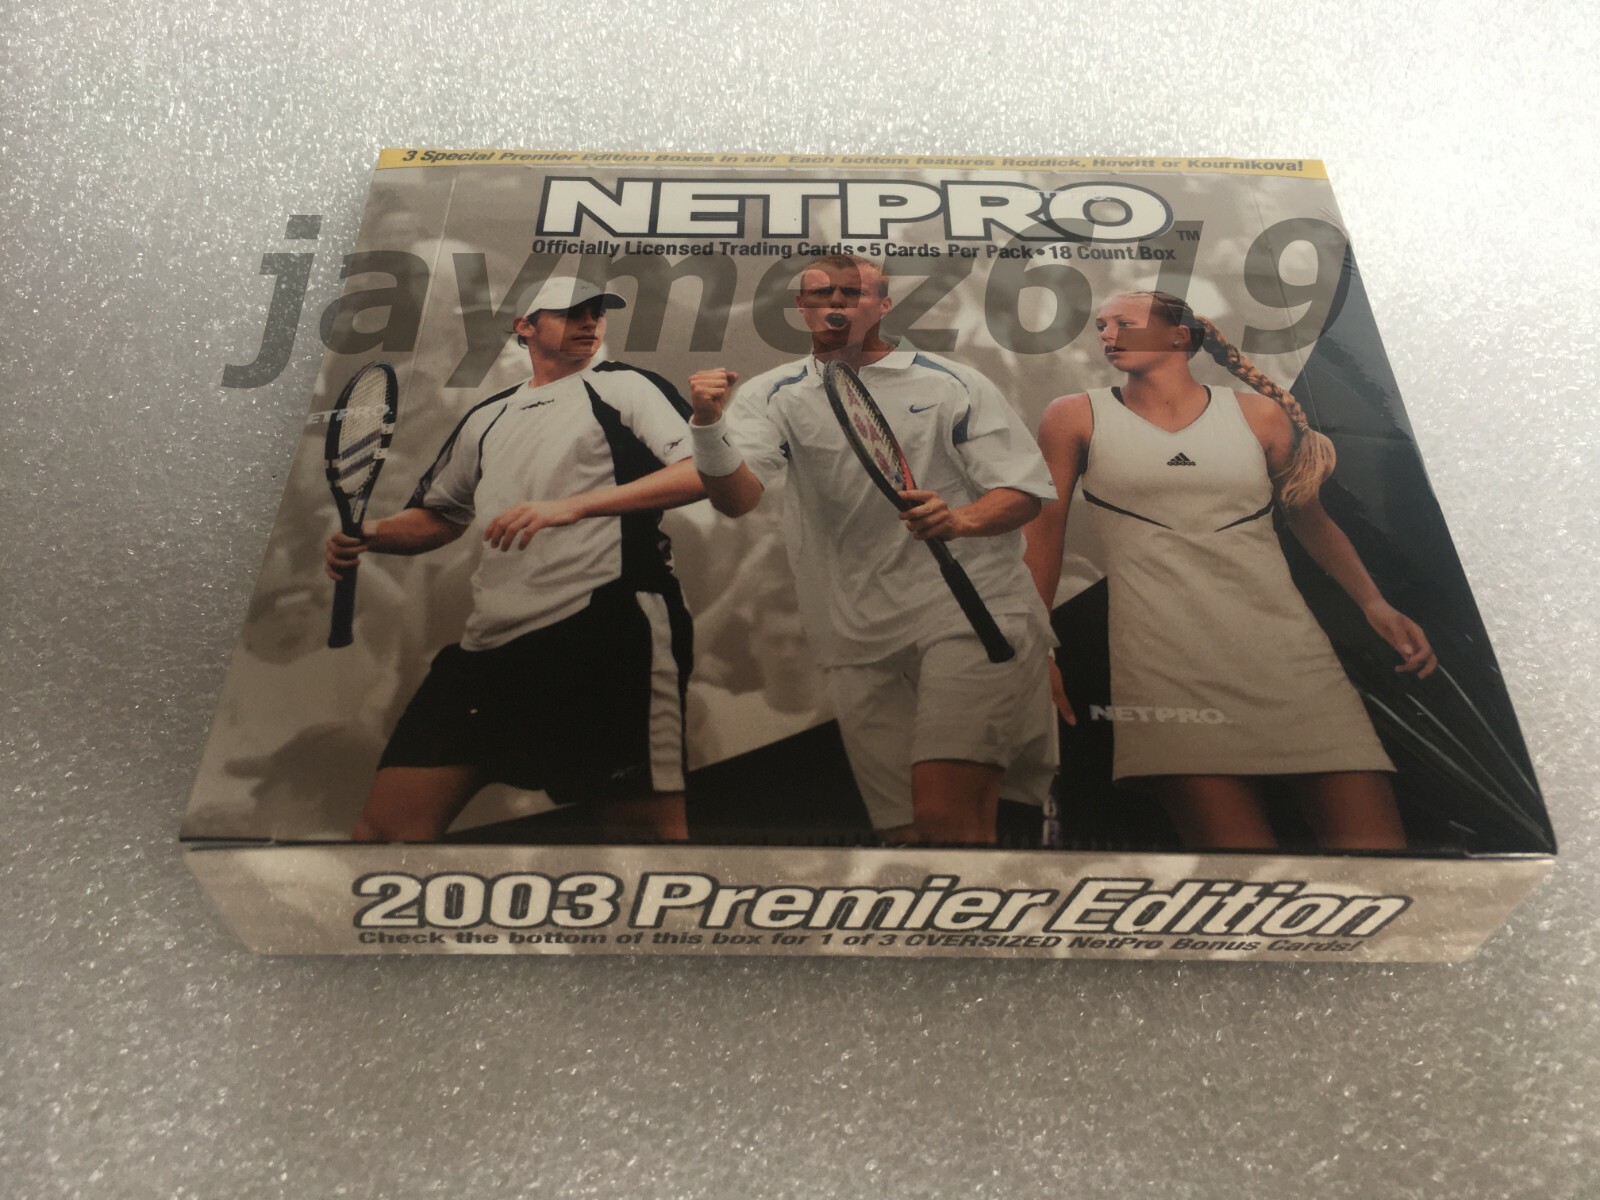 3 Special Premier Edition Boxes in all! Each bottom features Roddick, Hewitt or Kournikova!
NETPRO™
Officially Licensed Trading Cards • 5 Cards Per Pack • 18 Count Box
jaymez619
NETPRO
adidas
NETPRO
2003 Premier Edition
Check the bottom of this box for 1 of 3 OVERSIZED NetPro Bonus Cards!